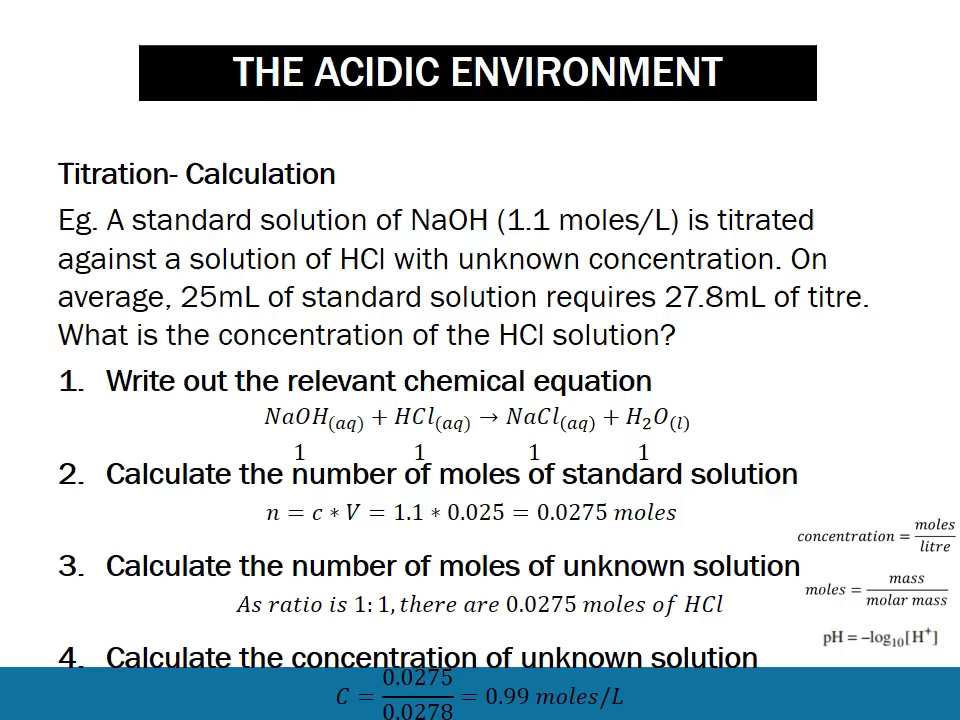 THE ACIDIC ENVIRONMENT
Titration- Calculation
Eg. A standard solution of NaOH (1.1 moles/L) is titrated
against a solution of HCl with unknown concentration. On
average, 25mL of standard solution requires 27.8mL of titre.
What is the concentration of the HCl solution?
1. Write out the relevant chemical equation
NaOH(aq) + HCl(aq) → NaCl(aq) + H₂O(l)
1 1 1 1
2. Calculate the number of moles of standard solution
n = c * V = 1.1 * 0.025 = 0.0275 moles
concentration = moles/litre
3. Calculate the number of moles of unknown solution
As ratio is 1:1, there are 0.0275 moles of HCl
moles = mass/molar mass
pH = –log₁₀[H⁺]
4. Calculate the concentration of unknown solution
C = 0.0275/0.0278 = 0.99 moles/L